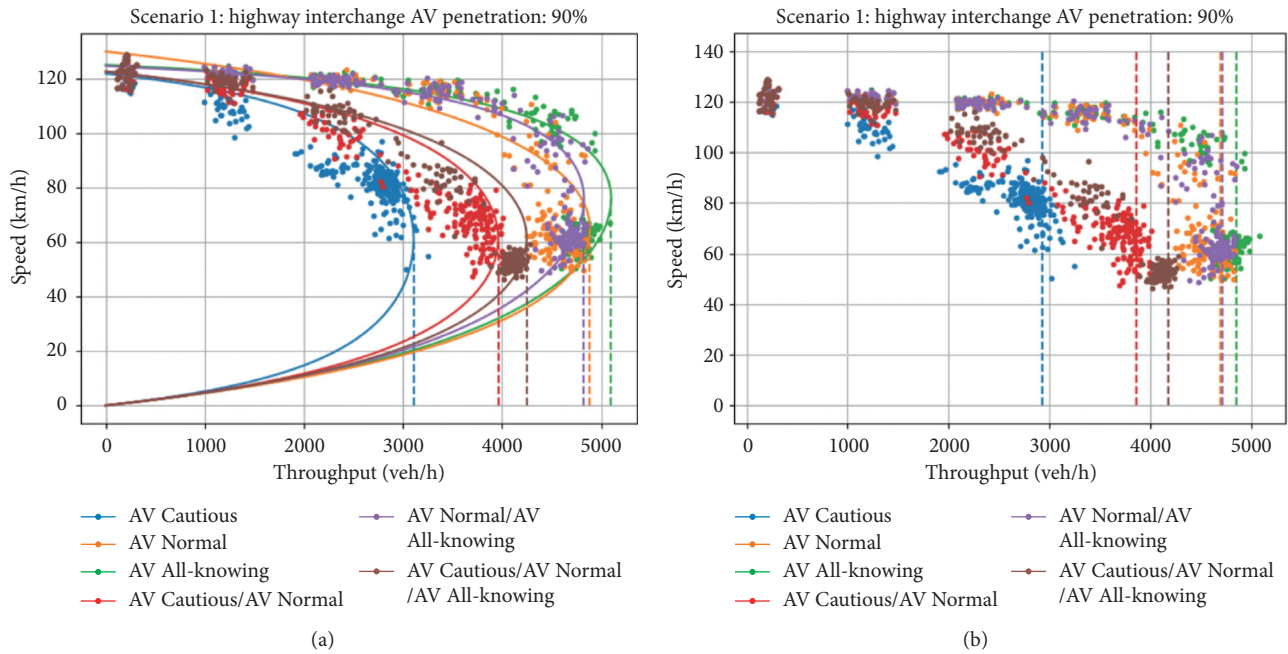 Scenario 1: highway interchange AV penetration: 90%
120
100
80
60
40
20
0
Speed (km/h)
0 1000 2000 3000 4000 5000
Throughput (veh/h)
AV Cautious
AV Normal
AV All-knowing
AV Cautious/AV Normal
AV Normal/AV
All-knowing
AV Cautious/AV Normal
/AV All-knowing
(a)
Scenario 1: highway interchange AV penetration: 90%
140
120
100
80
60
40
20
0
Speed (km/h)
0 1000 2000 3000 4000 5000
Throughput (veh/h)
AV Cautious
AV Normal
AV All-knowing
AV Cautious/AV Normal
AV Normal/AV
All-knowing
AV Cautious/AV Normal
/AV All-knowing
(b)